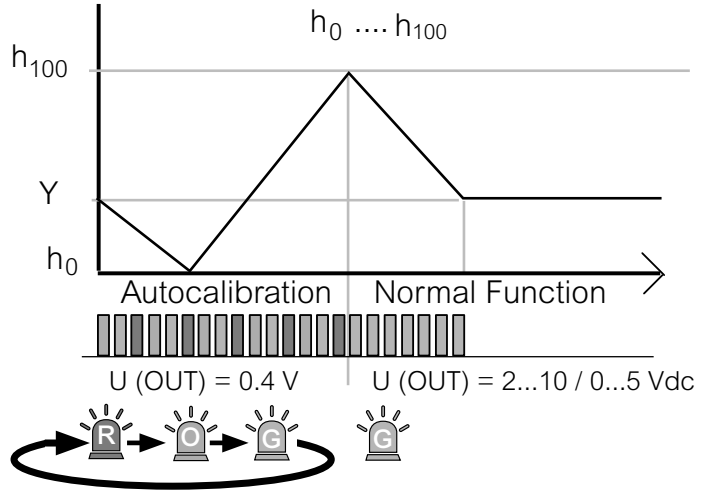 h0 .... h100
h100
Y
h0
Autocalibration Normal Function
U (OUT) = 0.4 V U (OUT) = 2...10 / 0...5 Vdc
R O G G